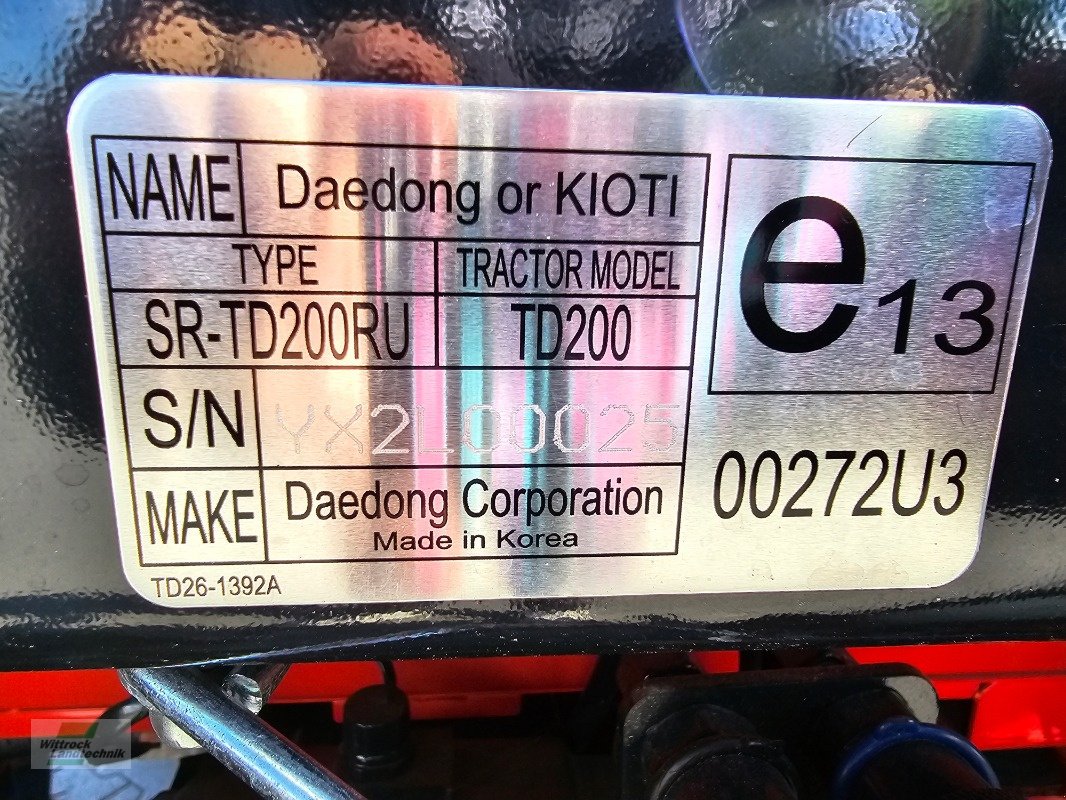 NAME Daedong or KIOTI
TYPE TRACTOR MODEL
SR-TD200RU TD200
S/N YX2L00025
MAKE Daedong Corporation
Made in Korea
TD26-1392A
e13
00272U3
Wittrock
Landtechnik